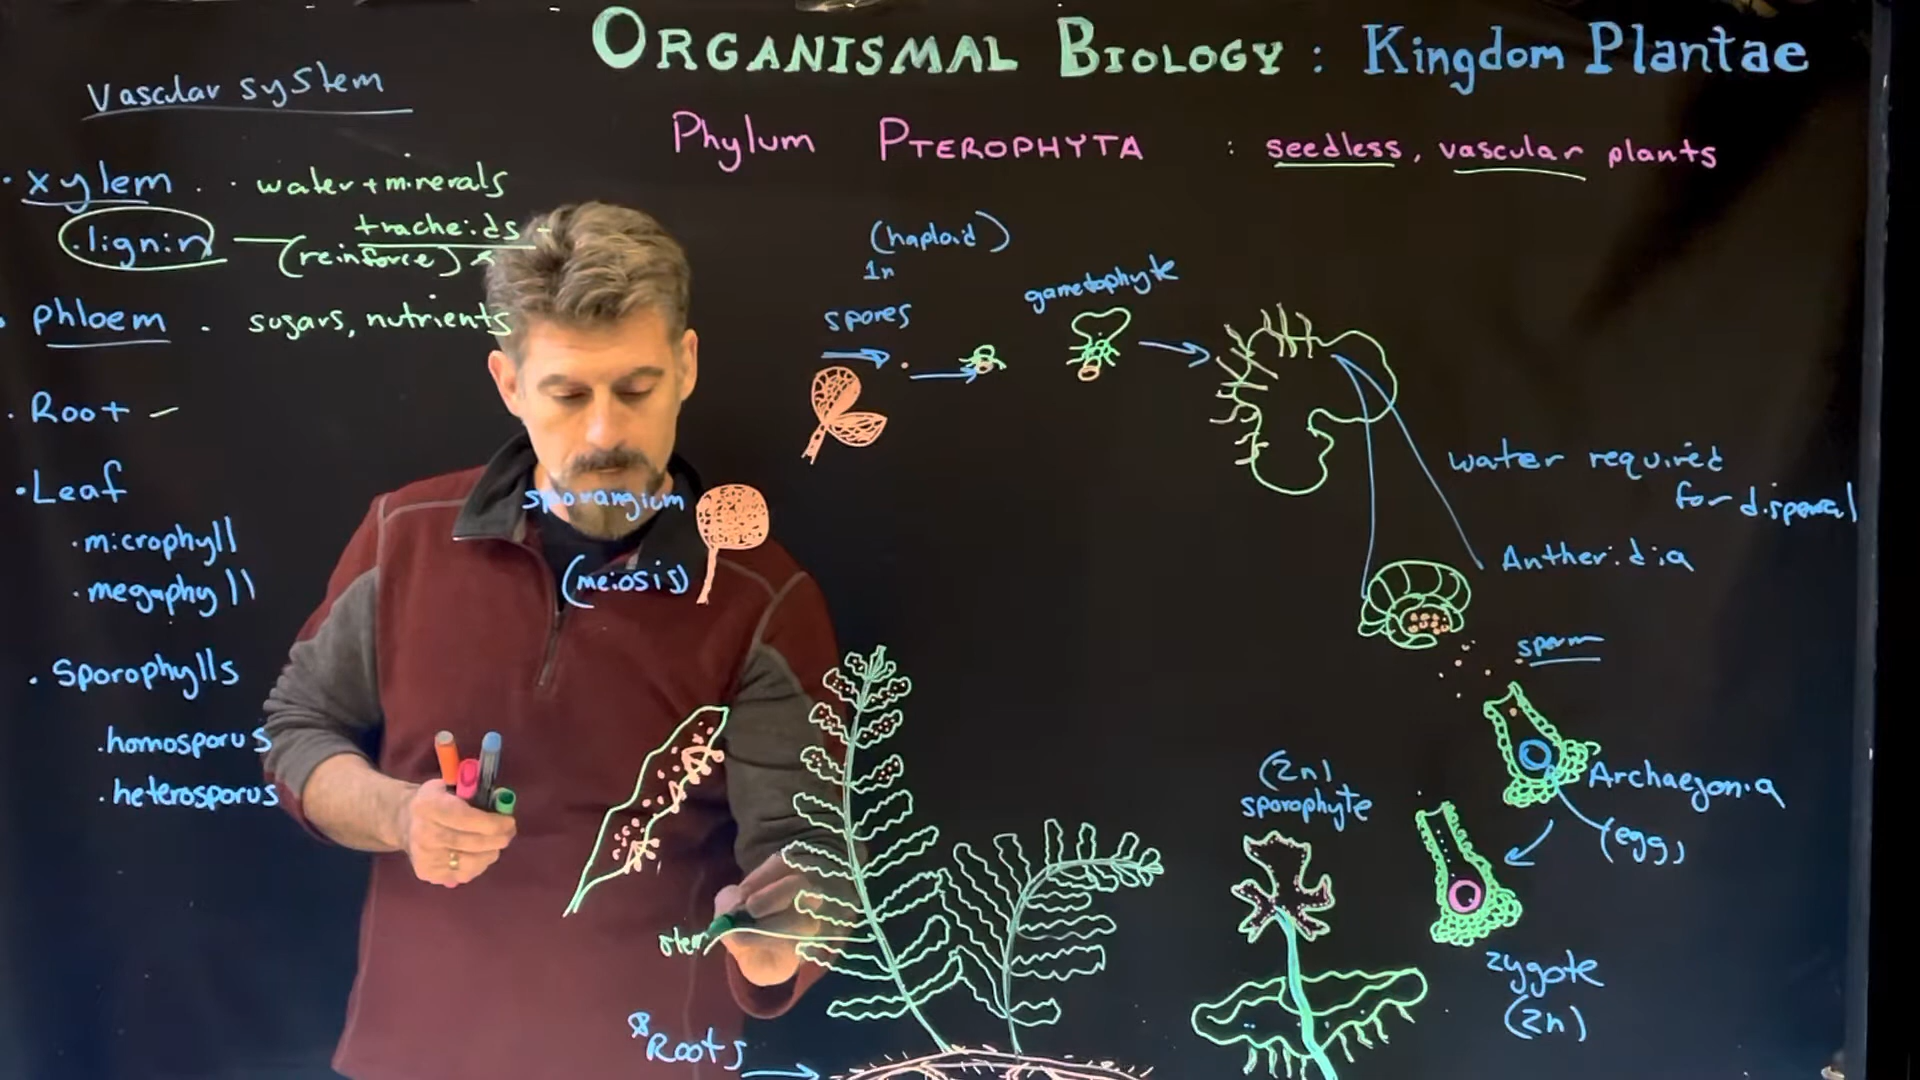 ORGANISMAL BIOLOGY : Kingdom Plantae
Phylum PTEROPHYTA : seedless, vascular plants
Vascular system
· xylem . · water + minerals
· lignin — tracheids
(reinforce)
phloem . sugars, nutrients
· Root –
· Leaf
· microphyll
· megaphyll
· Sporophylls
· homosporus
· heterosporus
(haploid)
1n
spores
gametophyte
water required
for dispersal
Antheridia
sperm
Archaegonia
(egg)
zygote
(2n)
(2n)
sporophyte
sporangium
(meiosis)
stem
Roots